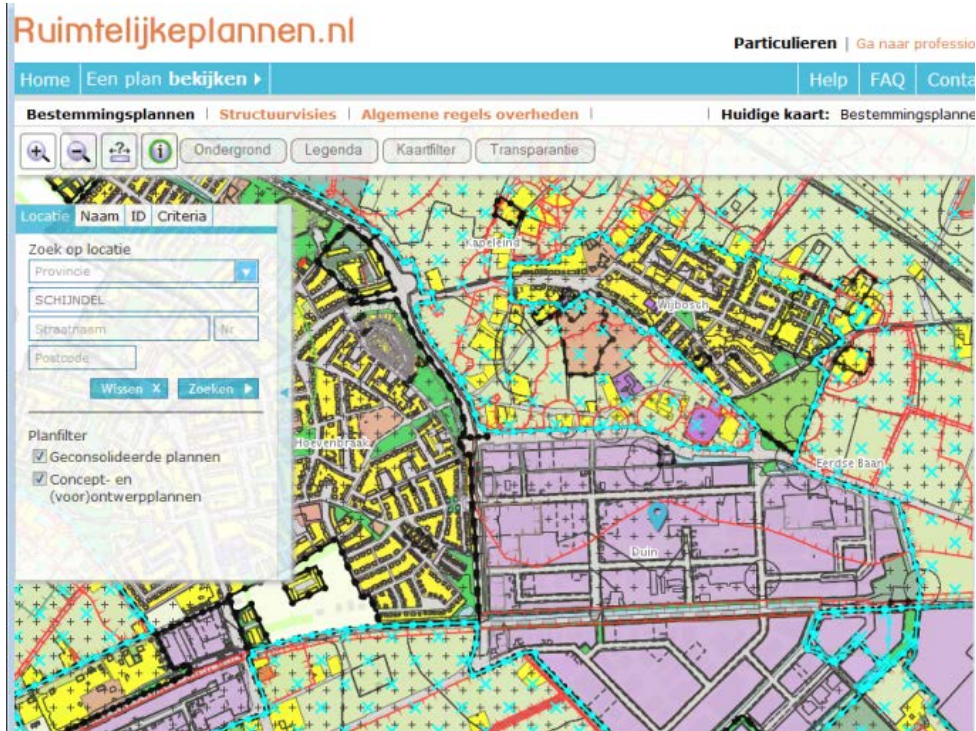 Ruimtelijkeplannen.nl
Particulieren | Ga naar professio
Home Een plan bekijken Help FAQ Conta
Bestemmingsplannen | Structuurvisies | Algemene regels overheden | | Huidige kaart: Bestemmingsplanne
Ondergrond Legenda Kaartfilter Transparantie
Locatie Naam ID Criteria
Zoek op locatie
Provincie
SCHIJNDEL
Straatnaam Nr
Postcode
Wissen X Zoeken
Planfilter
Geconsolideerde plannen
Concept- en
(voor)ontwerpplannen
Kapeleind
Wijbosch
Hoevenbraak
Eerdse Baan
Duin